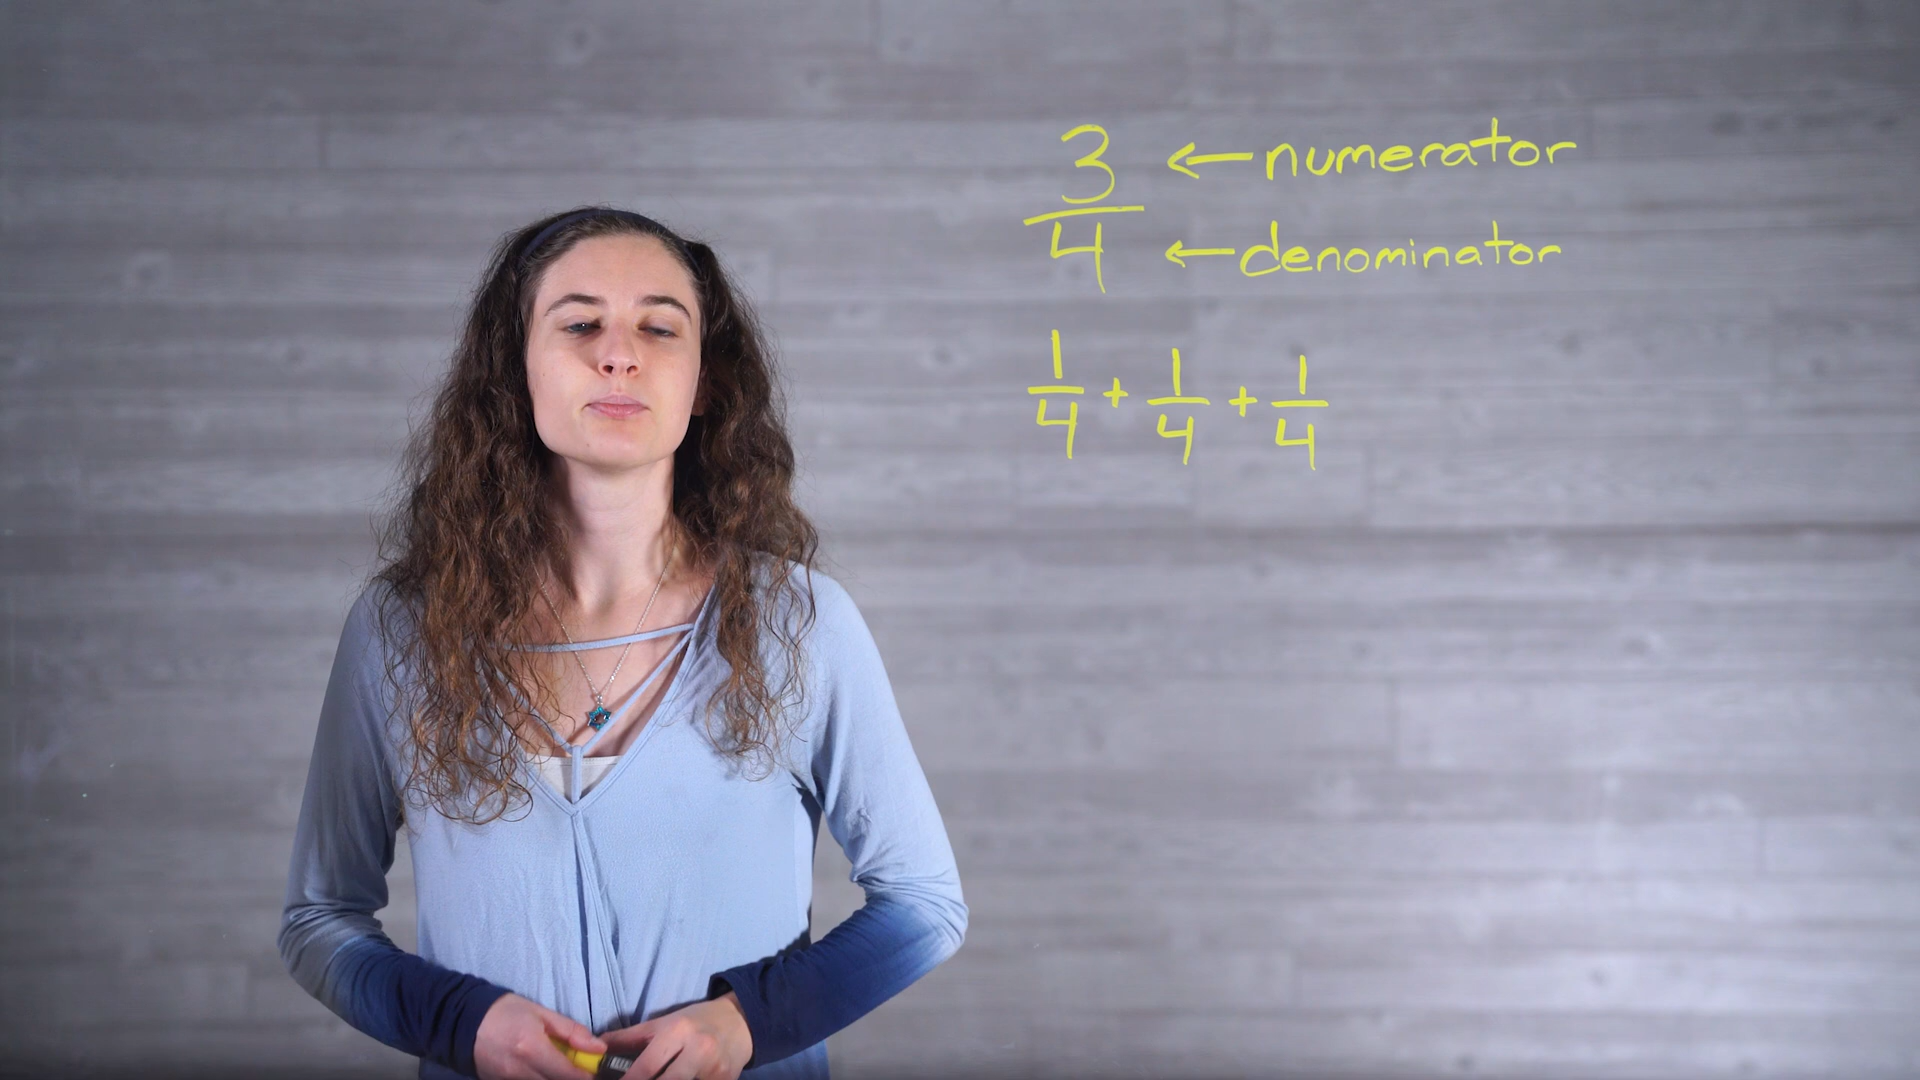 3/4 ← numerator
← denominator
1/4 + 1/4 + 1/4